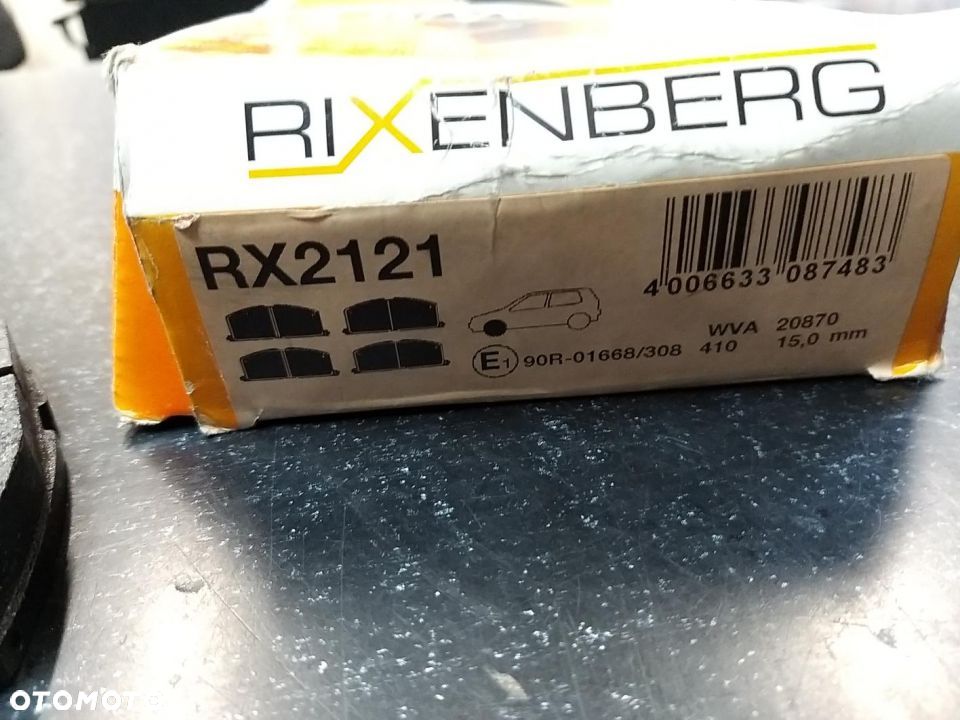 RIXENBERG
RX2121
4 006633 087483
WVA 20870
E1 90R-01668/308 410 15,0 mm
OTOMOTO